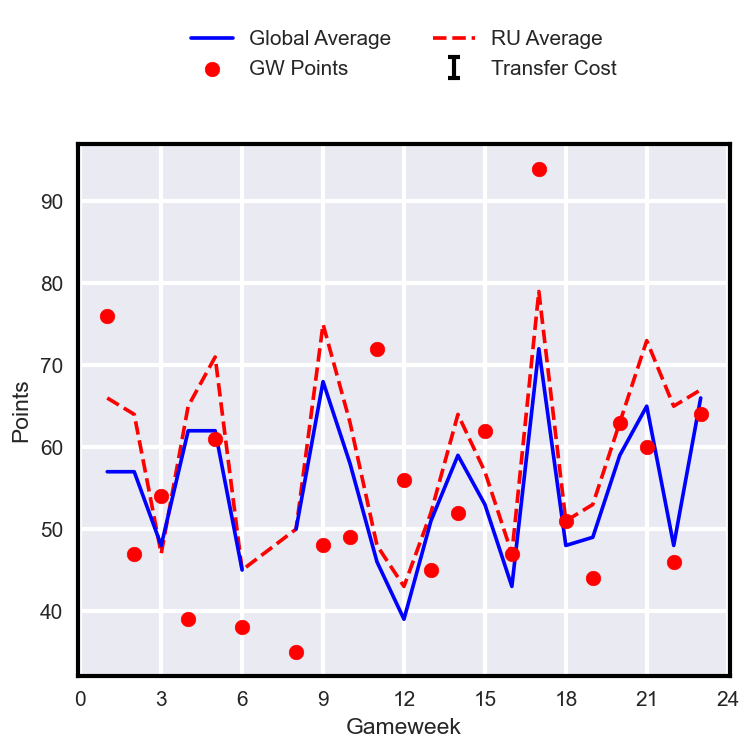 Global Average
RU Average
GW Points
Transfer Cost
90
80
70
60
50
40
Points
0 3 6 9 12 15 18 21 24
Gameweek